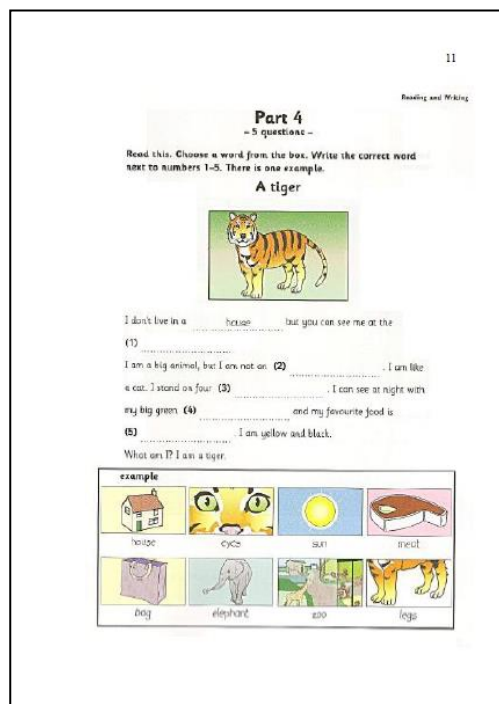 11
Reading and Writing
Part 4
– 5 questions –
Read this. Choose a word from the box. Write the correct word
next to numbers 1–5. There is one example.
A tiger
I don't live in a ......house...... but you can see me at the
(1) ........................
I am a big animal, but I am not an (2) ........................ . I am like
a cat. I stand on four (3) ........................ . I can see at night with
my big green (4) ........................ and my favourite food is
(5) ........................ . I am yellow and black.
What am I? I am a tiger.
example
house eyes sun meat
bag elephant zoo legs